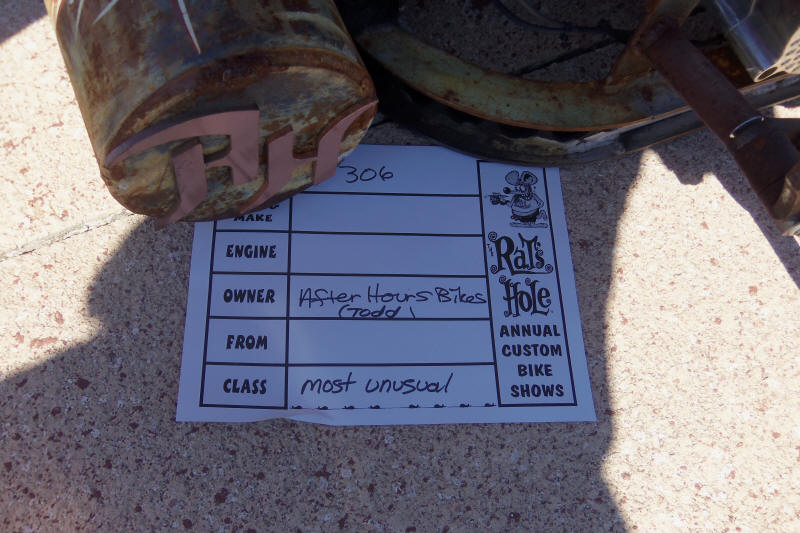 AH
306
MAKE
ENGINE
OWNER After Hours Bikes
(Todd)
FROM
CLASS most unusual
Rat's
Hole
ANNUAL
CUSTOM
BIKE
SHOWS